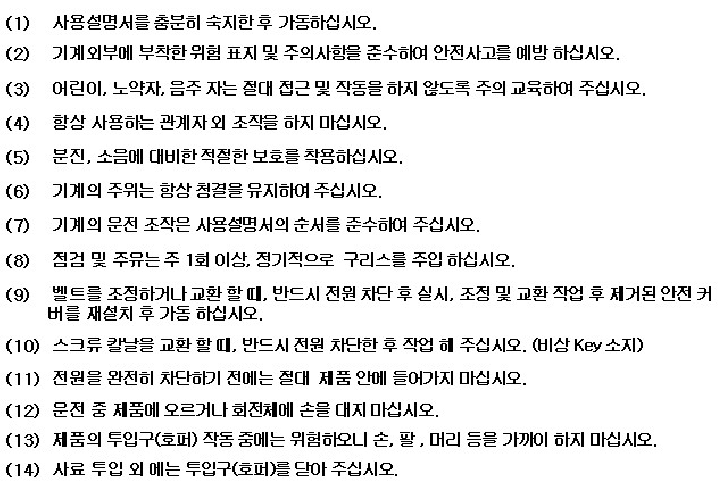 (1) 사용설명서를 충분히 숙지한 후 가동하십시오.
(2) 기계외부에 부착한 위험 표지 및 주의사항을 준수하여 안전사고를 예방 하십시오.
(3) 어린이, 노약자, 음주 자는 절대 접근 및 작동을 하지 않도록 주의 교육하여 주십시오.
(4) 항상 사용하는 관계자 외 조작을 하지 마십시오.
(5) 분진, 소음에 대비한 적절한 보호를 착용하십시오.
(6) 기계의 주위는 항상 청결을 유지하여 주십시오.
(7) 기계의 운전 조작은 사용설명서의 순서를 준수하여 주십시오.
(8) 점검 및 주유는 주 1회 이상, 정기적으로 구리스를 주입 하십시오.
(9) 벨트를 조정하거나 교환 할 때, 반드시 전원 차단 후 실시, 조정 및 교환 작업 후 제거된 안전 커
버를 재설치 후 가동 하십시오.
(10) 스크류 칼날을 교환 할 때, 반드시 전원 차단한 후 작업 해 주십시오. (비상 Key 소지)
(11) 전원을 완전히 차단하기 전에는 절대 제품 안에 들어가지 마십시오.
(12) 운전 중 제품에 오르거나 회전체에 손을 대지 마십시오.
(13) 제품의 투입구(호퍼) 작동 중에는 위험하오니 손, 팔 , 머리 등을 가까이 하지 마십시오.
(14) 사료 투입 외 에는 투입구(호퍼)를 닫아 주십시오.